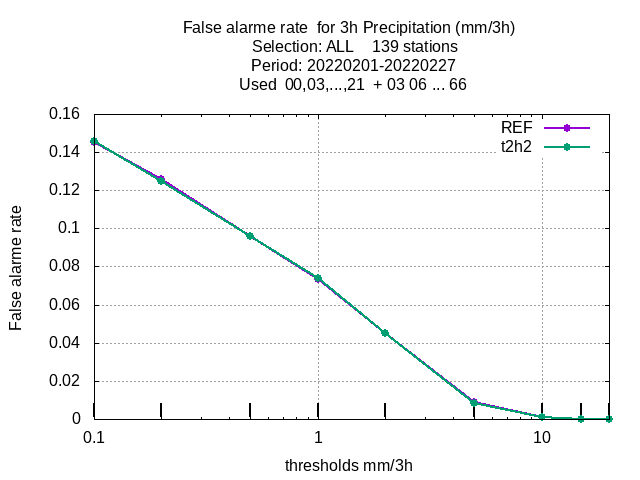 False alarme rate  for 3h Precipitation (mm/3h)
Selection: ALL    139 stations
Period: 20220201-20220227
Used  00,03,...,21  + 03 06 ... 66
REF
t2h2
0.16
0.14
0.12
0.1
0.08
0.06
0.04
0.02
0
False alarme rate
0.1
1
10
thresholds mm/3h